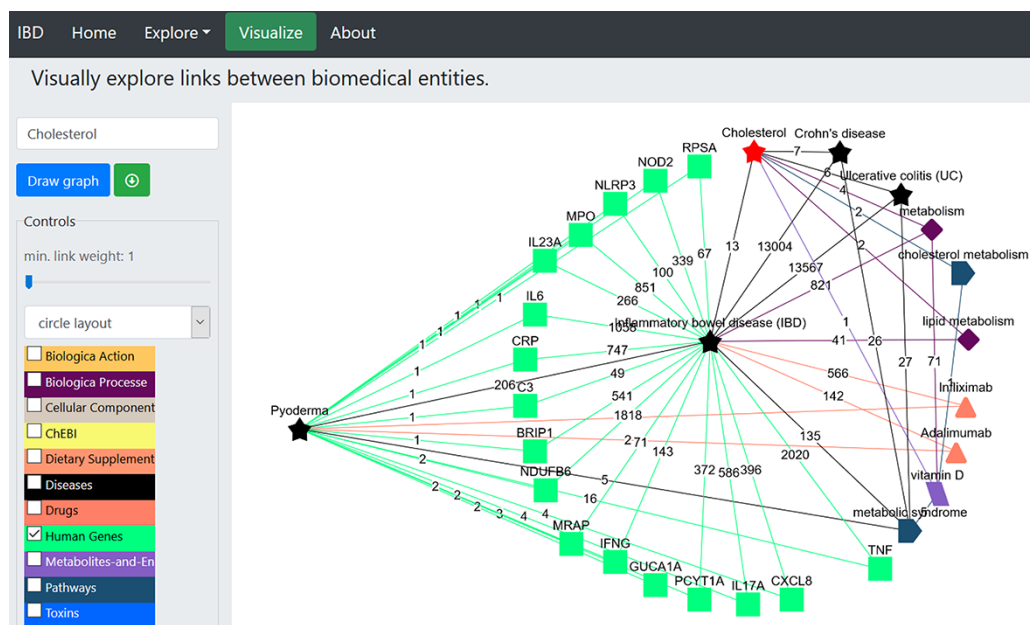 IBD Home Explore Visualize About
Visually explore links between biomedical entities.
Cholesterol
Draw graph
Controls
min. link weight: 1
circle layout
Biologica Action
Biologica Processe
Cellular Component
ChEBI
Dietary Supplement
Diseases
Drugs
Human Genes
Metabolites-and-En
Pathways
Toxins
Cholesterol
Crohn's disease
RPSA
NOD2
NLRP3
MPO
IL23A
IL6
CRP
C3
BRIP1
NDUFB6
MRAP
IFNG
GUCA1A
PCYT1A
IL17A
CXCL8
TNF
Pyoderma
Inflammatory bowel disease (IBD)
Ulcerative colitis (UC)
metabolism
cholesterol metabolism
lipid metabolism
Infliximab
Adalimumab
vitamin D
metabolic syndrome
7
6
4
2
2
13
13004
13567
821
67
339
100
851
266
1058
747
49
541
1818
206
2
71
143
372
586
396
135
2020
566
142
41
1
26
27
71
1
5
16
1
1
1
1
1
1
1
1
1
2
2
2
2
2
3
4
4